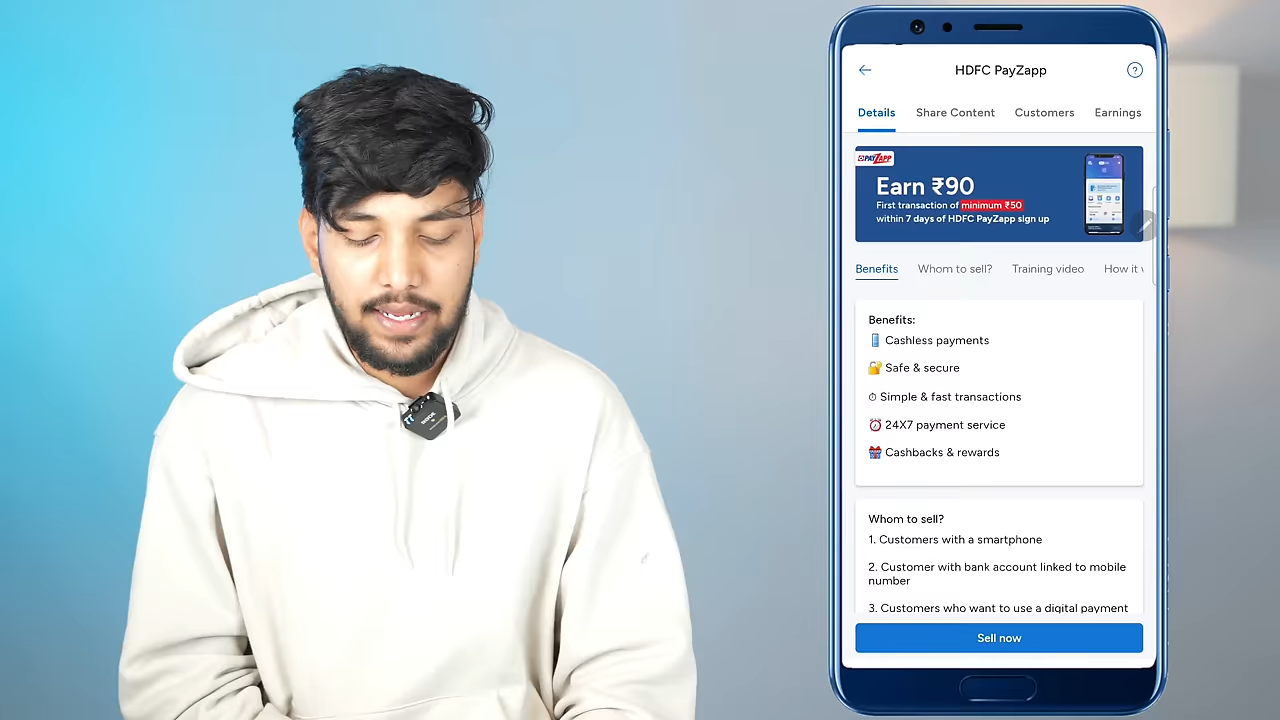 HDFC PayZapp
?
Details Share Content Customers Earnings
PAYZAPP
Earn ₹90
First transaction of minimum ₹50
within 7 days of HDFC PayZapp sign up
Benefits Whom to sell? Training video How it
Benefits:
Cashless payments
Safe & secure
Simple & fast transactions
24X7 payment service
Cashbacks & rewards
Whom to sell?
1. Customers with a smartphone
2. Customer with bank account linked to mobile
number
3. Customers who want to use a digital payment
Sell now